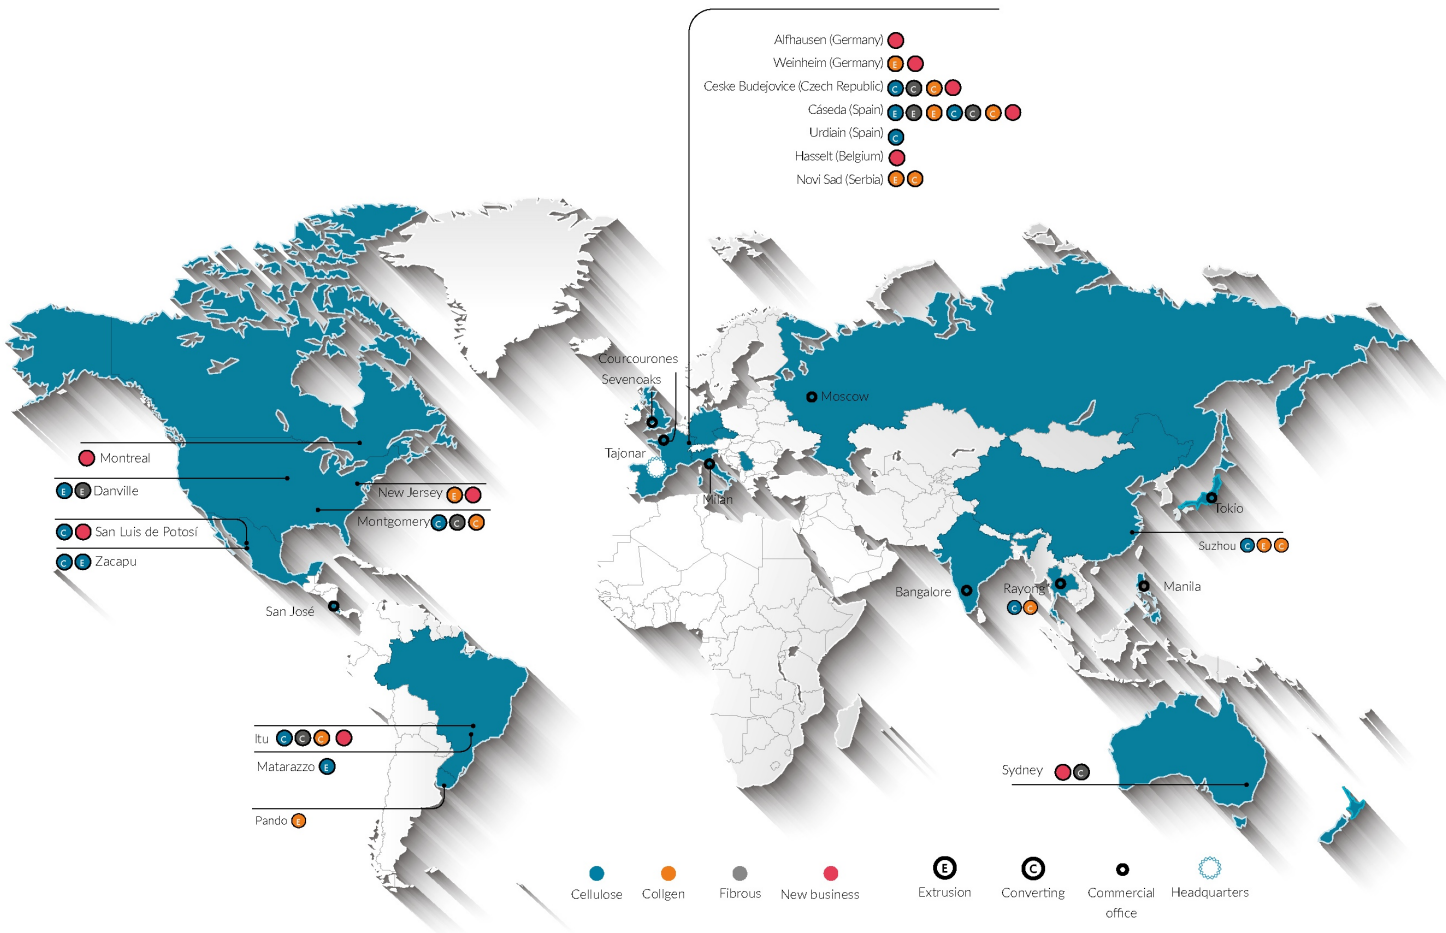 Alfhausen (Germany)
Weinheim (Germany) E
Ceske Budejovice (Czech Republic) C C C
Cáseda (Spain) E E E C C C
Urdiain (Spain) C
Hasselt (Belgium)
Novi Sad (Serbia) E C
Courcourones
Sevenoaks
Moscow
Tajonar
Milan
Montreal
E E Danville
New Jersey E
C San Luis de Potosí
Montgomery C C C
C E Zacapu
Tokio
Suzhou C E C
San José
Bangalore
Rayong
C C
Manila
Itu C C C
Matarazzo E
Sydney C
Pando E
E C
Cellulose Collgen Fibrous New business Extrusion Converting Commercial office Headquarters